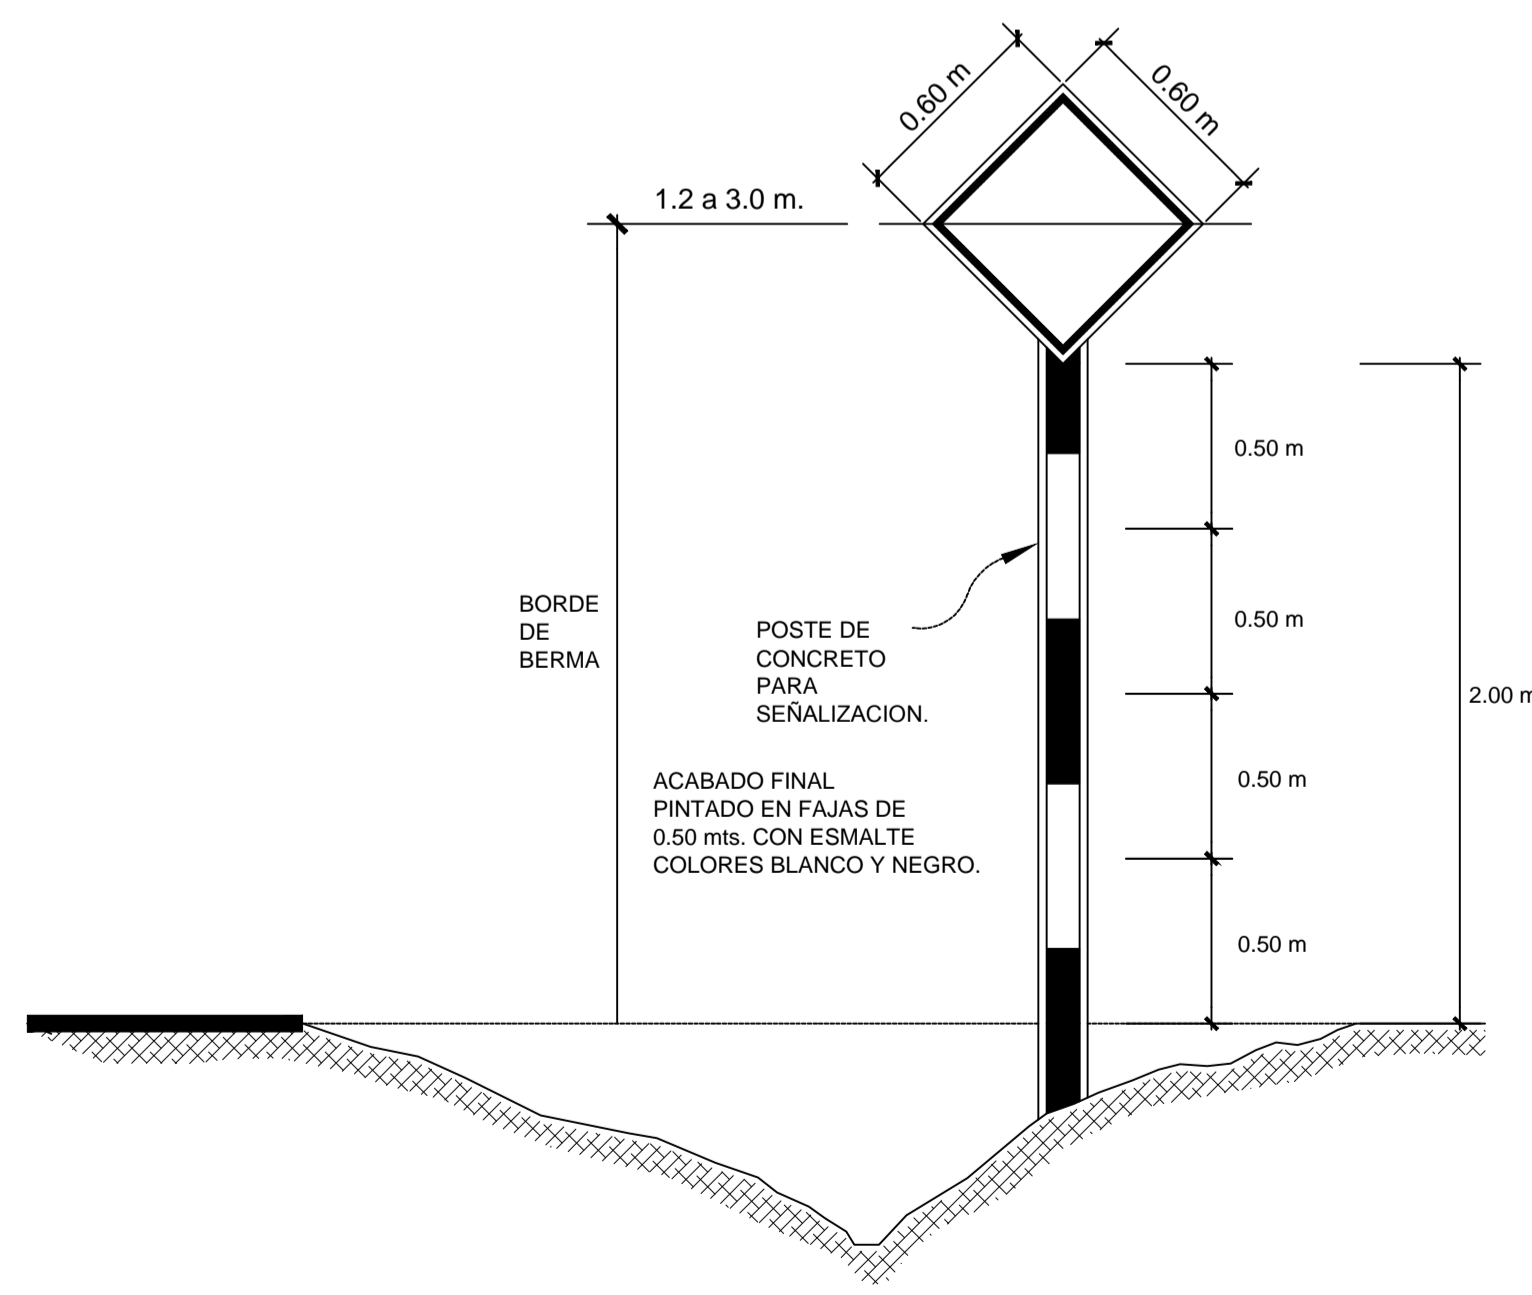 0.60 m
0.60 m
1.2 a 3.0 m.
0.50 m
BORDE
DE
BERMA
POSTE DE
CONCRETO
PARA
SEÑALIZACION.
0.50 m
2.00 m
ACABADO FINAL
PINTADO EN FAJAS DE
0.50 mts. CON ESMALTE
COLORES BLANCO Y NEGRO.
0.50 m
0.50 m